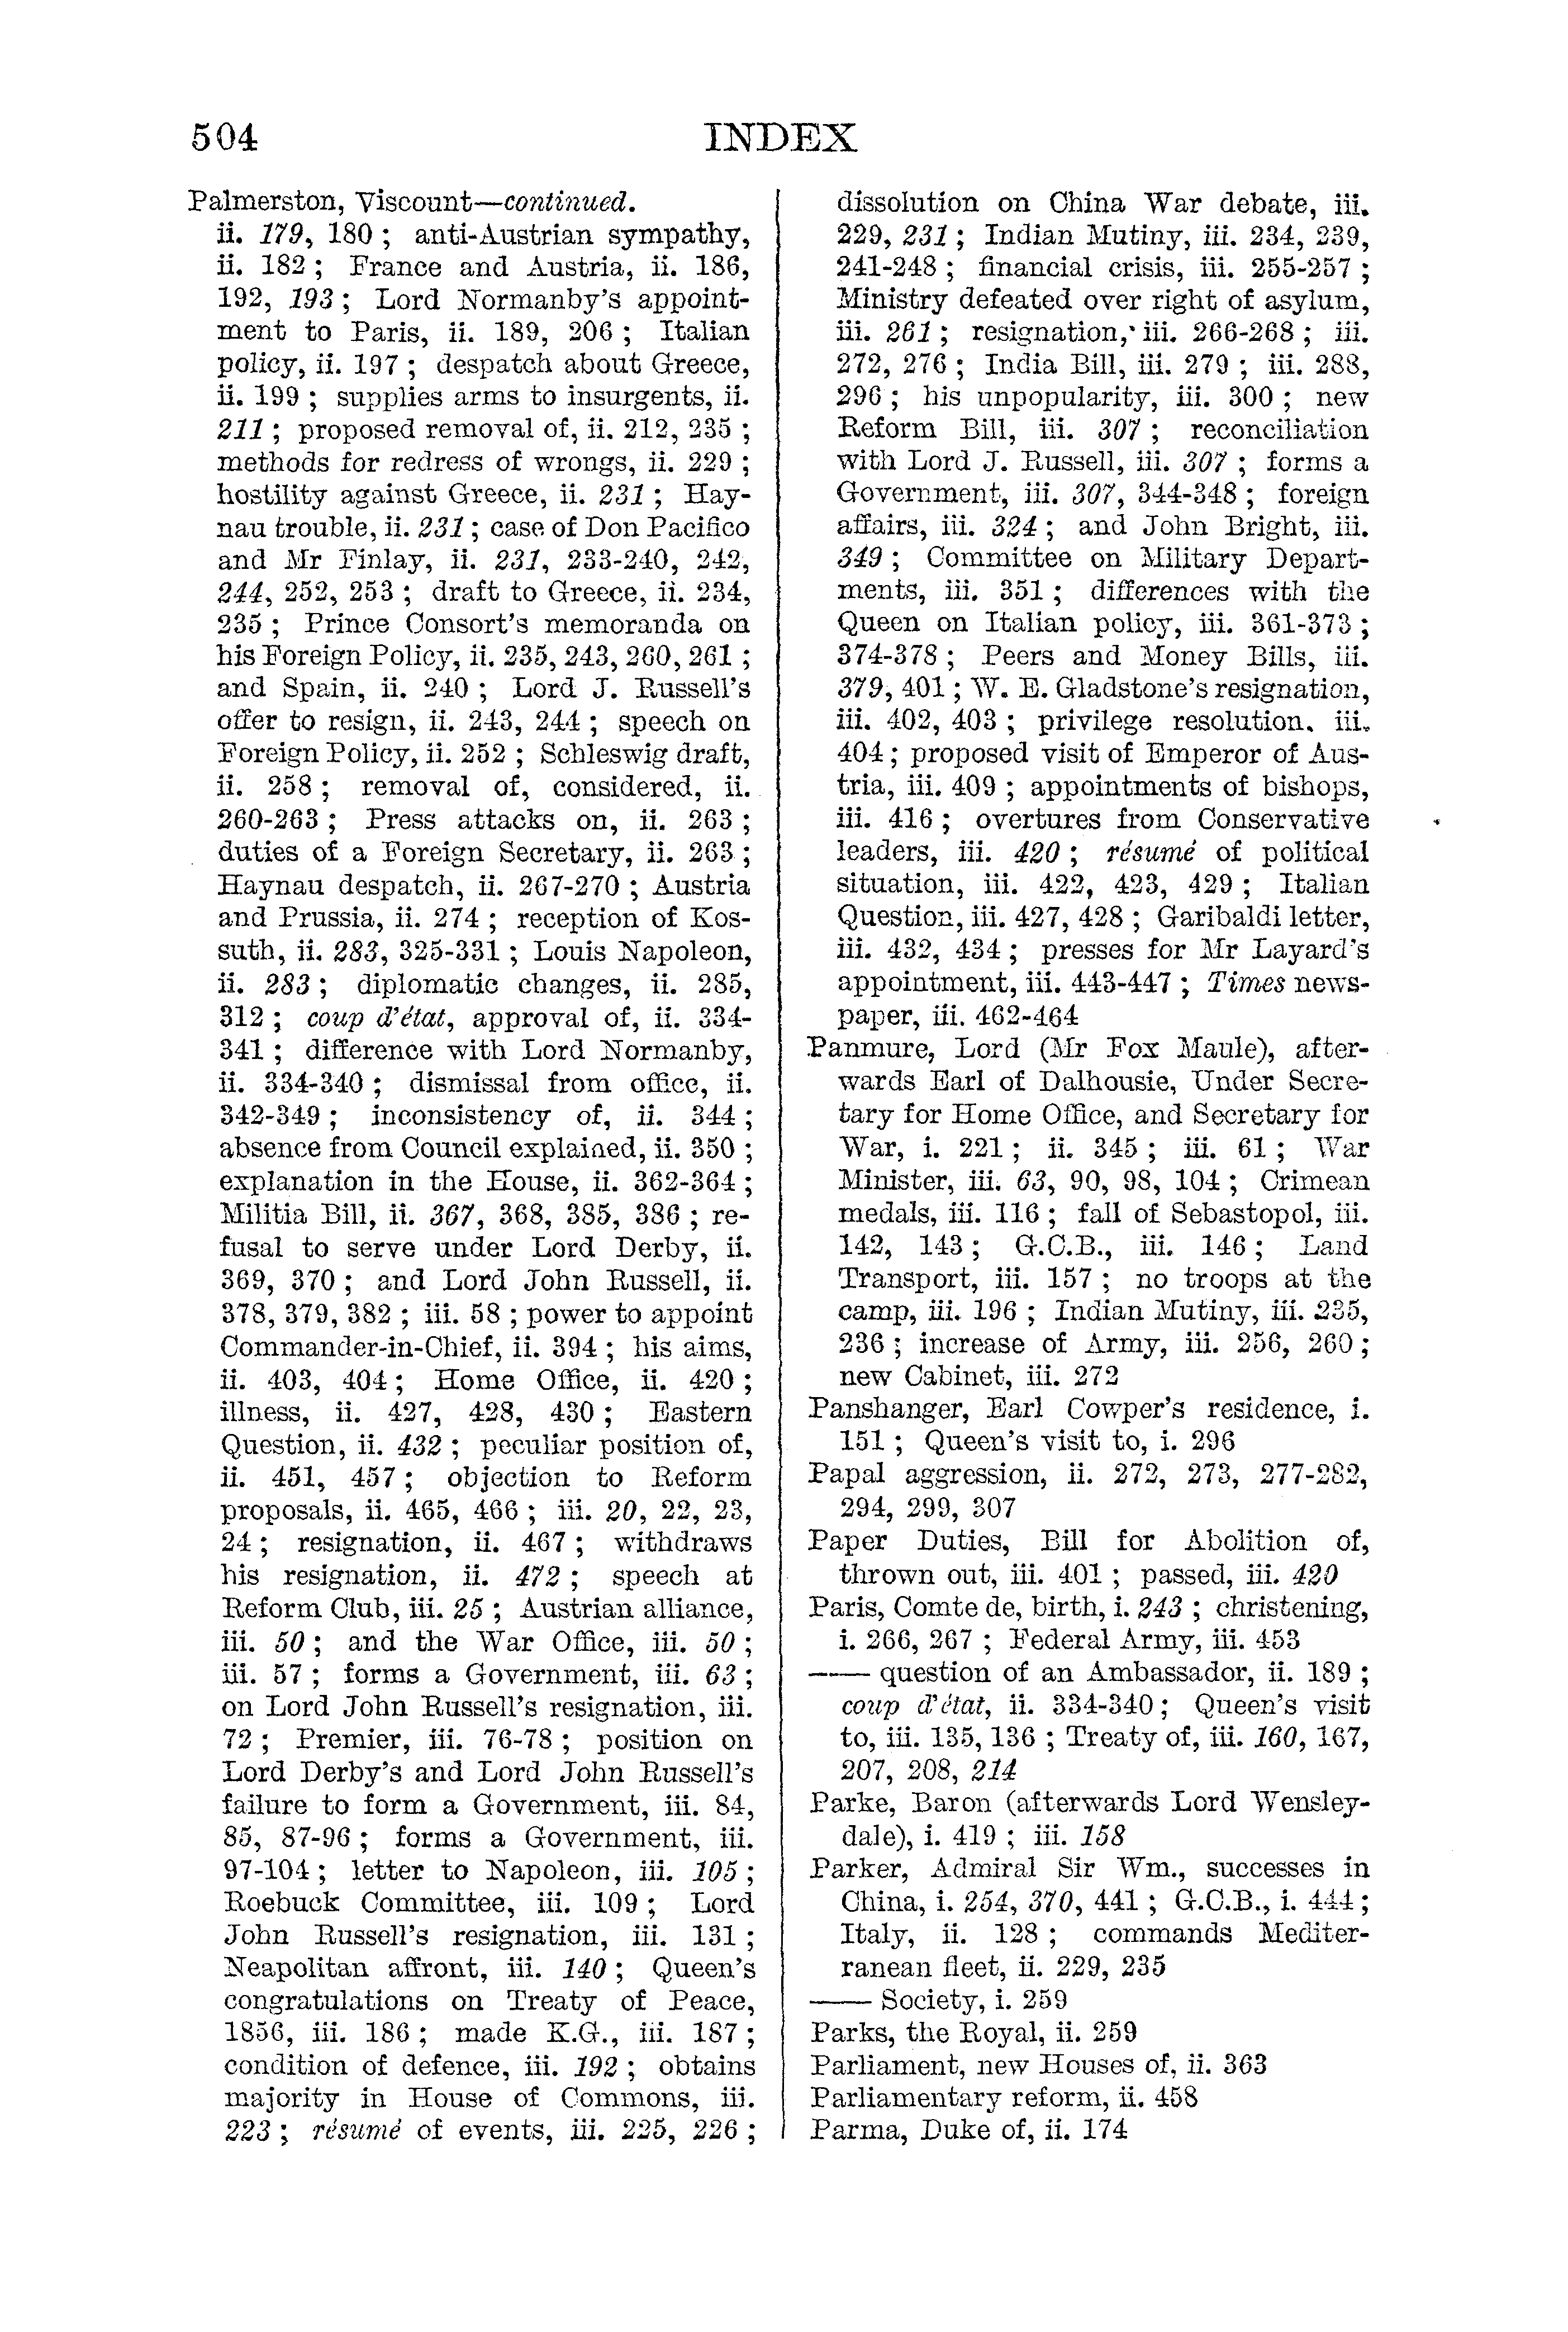 504
INDEX
Palmerston, Viscount—continued.
ii. 179, 180 ; anti-Austrian sympathy,
ii. 182 ; France and Austria, ii. 186,
192, 193 ; Lord Normanby's appoint-
ment to Paris, ii. 189, 206 ; Italian
policy, ii. 197 ; despatch about Greece,
ii. 199 ; supplies arms to insurgents, ii.
211 ; proposed removal of, ii. 212, 235 ;
methods for redress of wrongs, ii. 229 ;
hostility against Greece, ii. 231 ; Hay-
nau trouble, ii. 231 ; case of Don Pacifico
and Mr Finlay, ii. 231, 233-240, 242,
244, 252, 253 ; draft to Greece, ii. 234,
235 ; Prince Consort's memoranda on
his Foreign Policy, ii. 235, 243, 260, 261 ;
and Spain, ii. 240 ; Lord J. Russell's
offer to resign, ii. 243, 244 ; speech on
Foreign Policy, ii. 252 ; Schleswig draft,
ii. 258 ; removal of, considered, ii.
260-263 ; Press attacks on, ii. 263 ;
duties of a Foreign Secretary, ii. 263 ;
Haynau despatch, ii. 267-270 ; Austria
and Prussia, ii. 274 ; reception of Kos-
suth, ii. 283, 325-331 ; Louis Napoleon,
ii. 283 ; diplomatic changes, ii. 285,
312 ; coup d'état, approval of, ii. 334-
341 ; difference with Lord Normanby,
ii. 334-340 ; dismissal from office, ii.
342-349 ; inconsistency of, ii. 344 ;
absence from Council explained, ii. 350 ;
explanation in the House, ii. 362-364 ;
Militia Bill, ii. 367, 368, 385, 386 ; re-
fusal to serve under Lord Derby, ii.
369, 370 ; and Lord John Russell, ii.
378, 379, 382 ; iii. 58 ; power to appoint
Commander-in-Chief, ii. 394 ; his aims,
ii. 403, 404 ; Home Office, ii. 420 ;
illness, ii. 427, 428, 430 ; Eastern
Question, ii. 432 ; peculiar position of,
ii. 451, 457 ; objection to Reform
proposals, ii. 465, 466 ; iii. 20, 22, 23,
24 ; resignation, ii. 467 ; withdraws
his resignation, ii. 472 ; speech at
Reform Club, iii. 25 ; Austrian alliance,
iii. 50 ; and the War Office, iii. 50 ;
iii. 57 ; forms a Government, iii. 63 ;
on Lord John Russell's resignation, iii.
72 ; Premier, iii. 76-78 ; position on
Lord Derby's and Lord John Russell's
failure to form a Government, iii. 84,
85, 87-96 ; forms a Government, iii.
97-104 ; letter to Napoleon, iii. 105 ;
Roebuck Committee, iii. 109 ; Lord
John Russell's resignation, iii. 131 ;
Neapolitan affront, iii. 140 ; Queen's
congratulations on Treaty of Peace,
1856, iii. 186 ; made K.G., iii. 187 ;
condition of defence, iii. 192 ; obtains
majority in House of Commons, iii.
223 ; résumé of events, iii. 225, 226 ;
dissolution on China War debate, iii.
229, 231 ; Indian Mutiny, iii. 234, 239,
241-248 ; financial crisis, iii. 255-257 ;
Ministry defeated over right of asylum,
iii. 261 ; resignation, iii. 266-268 ; iii.
272, 276 ; India Bill, iii. 279 ; iii. 288,
296 ; his unpopularity, iii. 300 ; new
Reform Bill, iii. 307 ; reconciliation
with Lord J. Russell, iii. 307 ; forms a
Government, iii. 307, 344-348 ; foreign
affairs, iii. 324 ; and John Bright, iii.
349 ; Committee on Military Depart-
ments, iii. 351 ; differences with the
Queen on Italian policy, iii. 361-373 ;
374-378 ; Peers and Money Bills, iii.
379, 401 ; W. E. Gladstone's resignation,
iii. 402, 403 ; privilege resolution, iii.
404 ; proposed visit of Emperor of Aus-
tria, iii. 409 ; appointments of bishops,
iii. 416 ; overtures from Conservative
leaders, iii. 420 ; résumé of political
situation, iii. 422, 423, 429 ; Italian
Question, iii. 427, 428 ; Garibaldi letter,
iii. 432, 434 ; presses for Mr Layard's
appointment, iii. 443-447 ; Times news-
paper, iii. 462-464
Panmure, Lord (Mr Fox Maule), after-
wards Earl of Dalhousie, Under Secre-
tary for Home Office, and Secretary for
War, i. 221 ; ii. 345 ; iii. 61 ; War
Minister, iii. 63, 90, 98, 104 ; Crimean
medals, iii. 116 ; fall of Sebastopol, iii.
142, 143 ; G.C.B., iii. 146 ; Land
Transport, iii. 157 ; no troops at the
camp, iii. 196 ; Indian Mutiny, iii. 235,
236 ; increase of Army, iii. 256, 260 ;
new Cabinet, iii. 272
Panshanger, Earl Cowper's residence, i.
151 ; Queen's visit to, i. 296
Papal aggression, ii. 272, 273, 277-282,
294, 299, 307
Paper Duties, Bill for Abolition of,
thrown out, iii. 401 ; passed, iii. 420
Paris, Comte de, birth, i. 243 ; christening,
i. 266, 267 ; Federal Army, iii. 453
—— question of an Ambassador, ii. 189 ;
coup d'état, ii. 334-340 ; Queen's visit
to, iii. 135, 136 ; Treaty of, iii. 160, 167,
207, 208, 214
Parke, Baron (afterwards Lord Wensley-
dale), i. 419 ; iii. 158
Parker, Admiral Sir Wm., successes in
China, i. 254, 370, 441 ; G.C.B., i. 444 ;
Italy, ii. 128 ; commands Mediter-
ranean fleet, ii. 229, 235
—— Society, i. 259
Parks, the Royal, ii. 259
Parliament, new Houses of, ii. 363
Parliamentary reform, ii. 458
Parma, Duke of, ii. 174